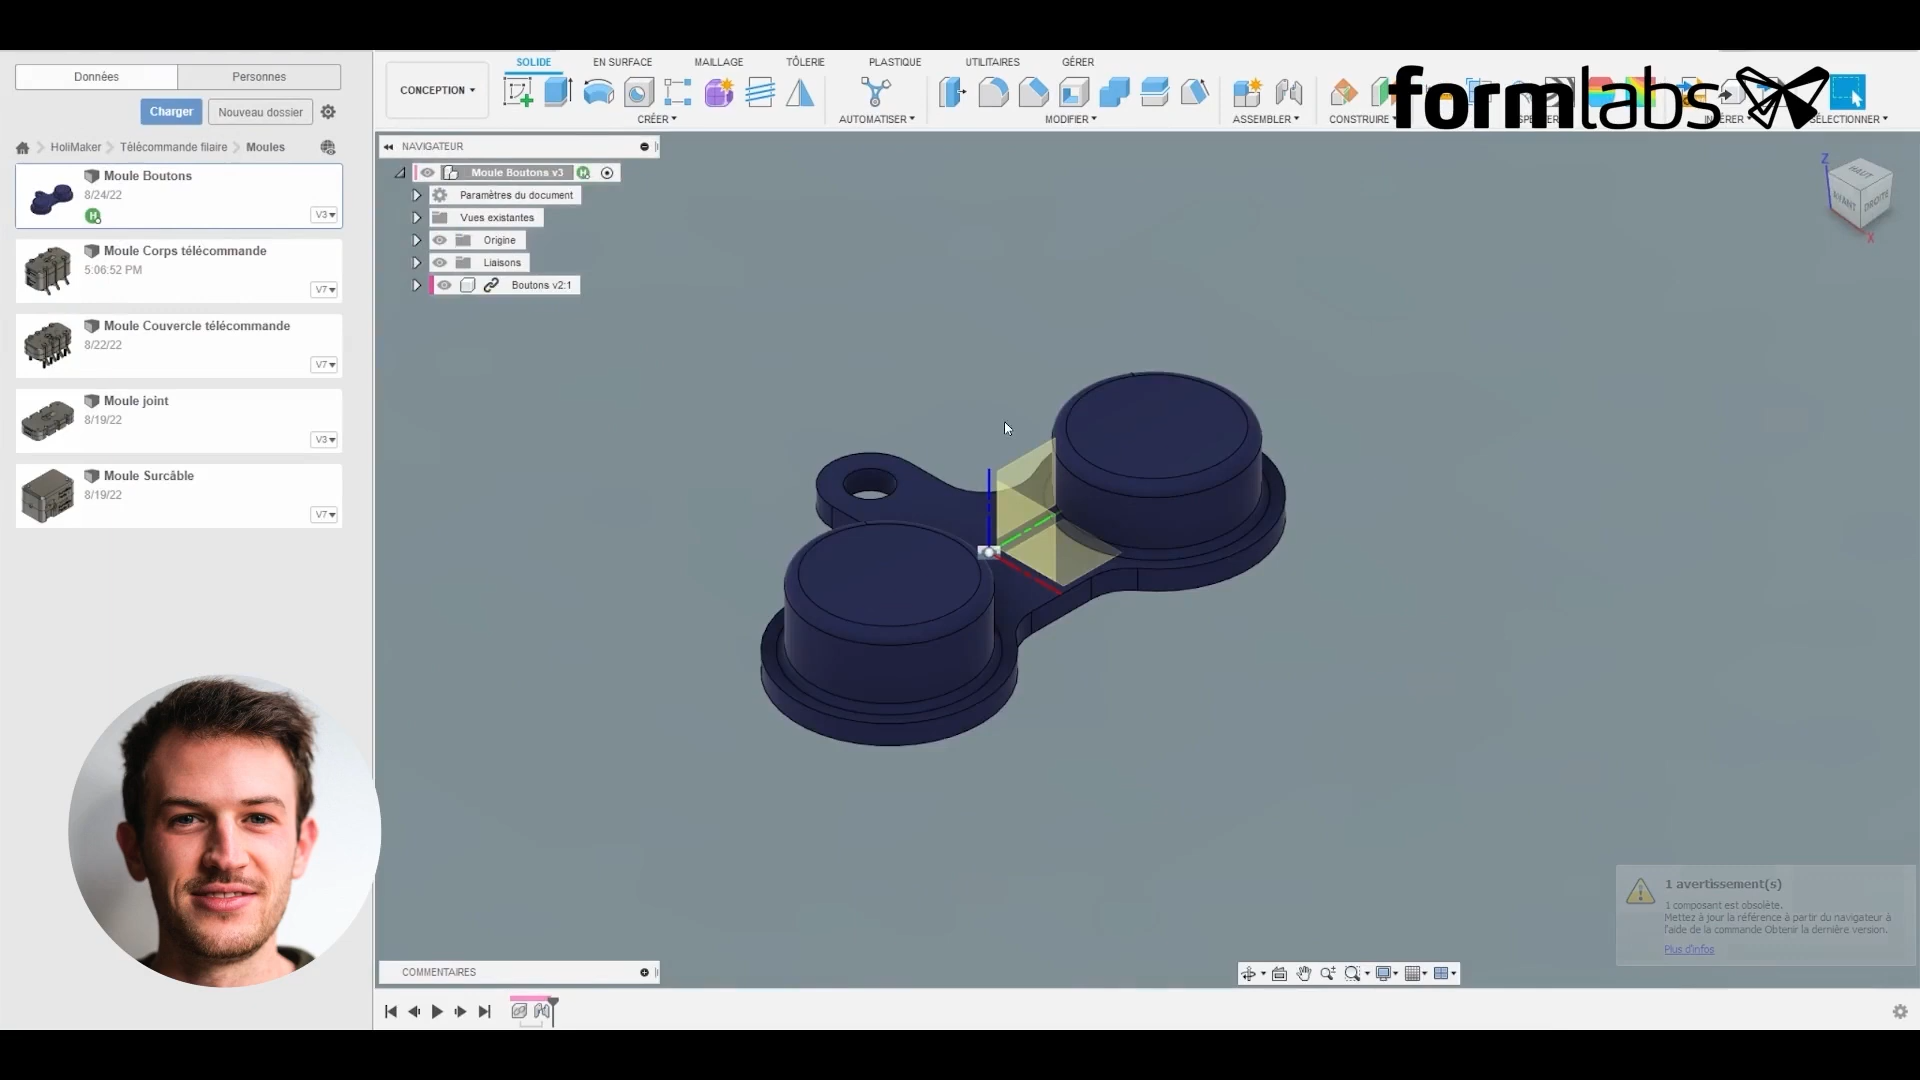 Données
Personnes
Charger
Nouveau dossier
HoliMaker
Télécommande filaire
Moules
Moule Boutons
8/24/22
V3
Moule Corps télécommande
5:06:52 PM
V7
Moule Couvercle télécommande
8/22/22
V7
Moule joint
8/19/22
V3
Moule Surcâble
8/19/22
V7
CONCEPTION
SOLIDE
EN SURFACE
MAILLAGE
TÔLERIE
PLASTIQUE
UTILITAIRES
GÉRER
CRÉER
AUTOMATISER
MODIFIER
ASSEMBLER
CONSTRUIRE
SÉLECTIONNER
formlabs
NAVIGATEUR
Moule Boutons v3
Paramètres du document
Vues existantes
Origine
Liaisons
Boutons v2:1
Z
HAUT
AVANT
DROITE
X
1 avertissement(s)
1 composant est obsolète.
Mettez à jour la référence à partir du navigateur à
l'aide de la commande Obtenir la dernière version.
Plus d'infos
COMMENTAIRES